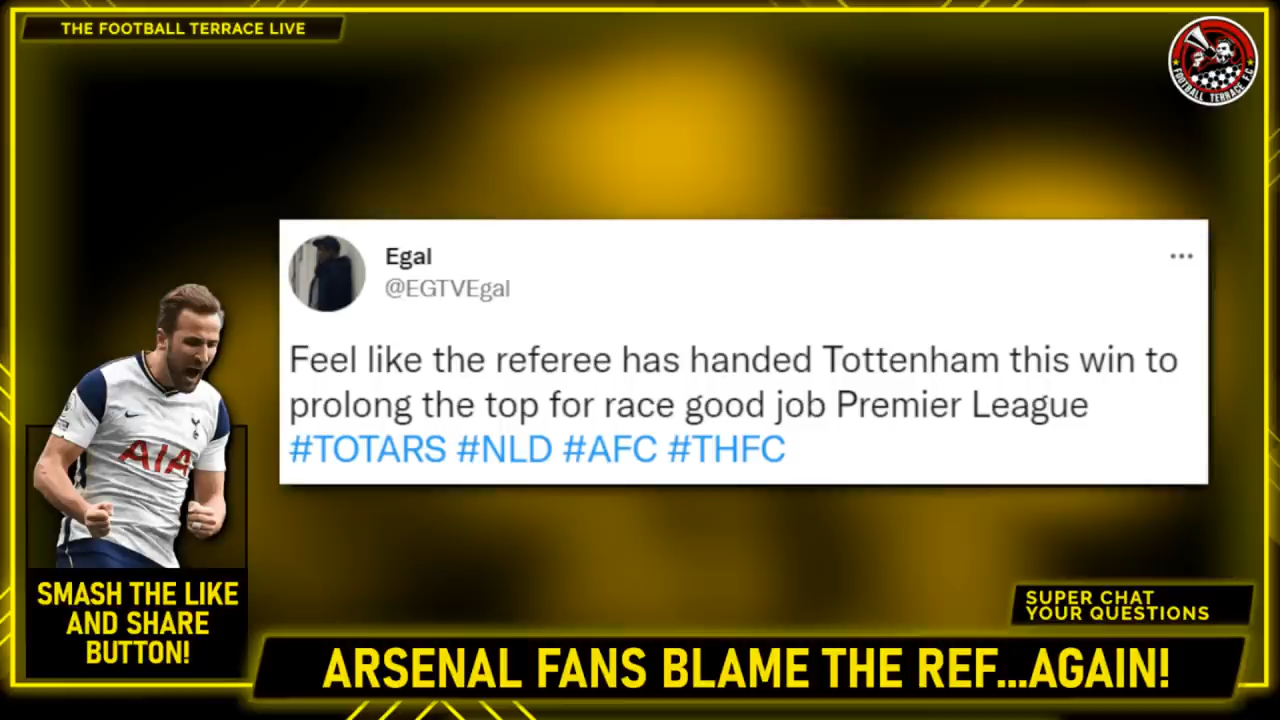 THE FOOTBALL TERRACE LIVE
FOOTBALL TERRACE F.C
Egal
@EGTVEgal
Feel like the referee has handed Tottenham this win to
prolong the top for race good job Premier League
#TOTARS #NLD #AFC #THFC
AIA
SMASH THE LIKE
AND SHARE
BUTTON!
SUPER CHAT
YOUR QUESTIONS
ARSENAL FANS BLAME THE REF...AGAIN!